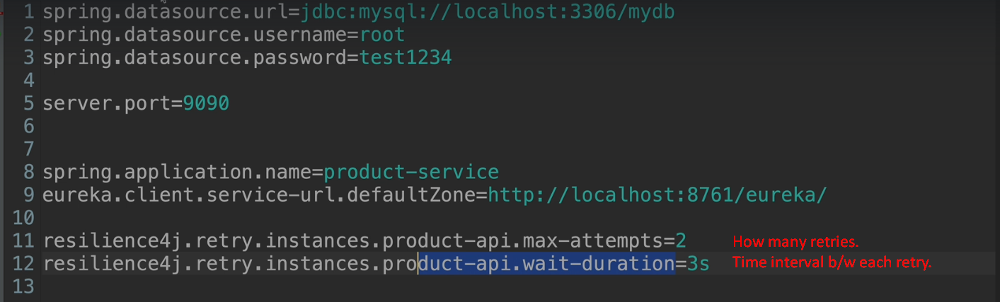 1 spring.datasource.url=jdbc:mysql://localhost:3306/mydb
2 spring.datasource.username=root
3 spring.datasource.password=test1234
4
5 server.port=9090
6
7
8 spring.application.name=product-service
9 eureka.client.service-url.defaultZone=http://localhost:8761/eureka/
10
11 resilience4j.retry.instances.product-api.max-attempts=2 How many retries.
12 resilience4j.retry.instances.product-api.wait-duration=3s Time interval b/w each retry.
13